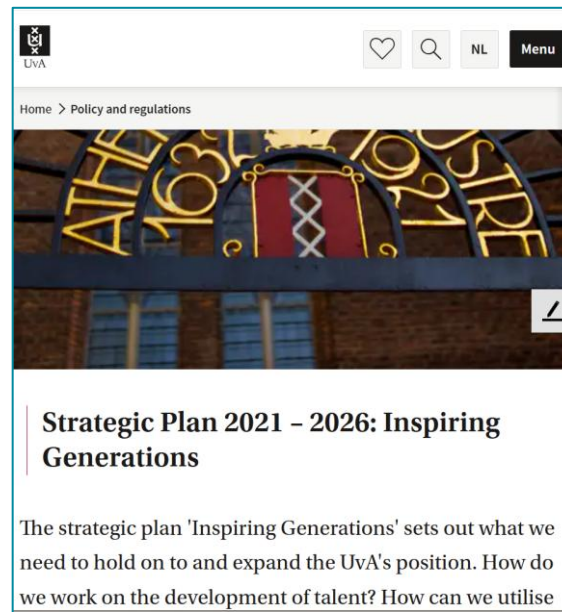 UvA
NL
Menu
Home > Policy and regulations
ATHE
1632
1921
USTRE
Strategic Plan 2021 – 2026: Inspiring
Generations
The strategic plan 'Inspiring Generations' sets out what we
need to hold on to and expand the UvA's position. How do
we work on the development of talent? How can we utilise